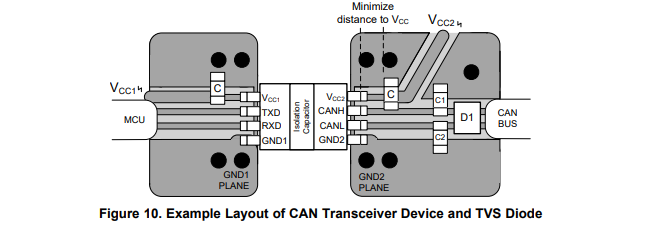 Minimize
distance to VCC
VCC2
VCC1
C
C
VCC1
TXD
RXD
GND1
Isolation
Capacitor
VCC2
CANH
CANL
GND2
C1
C2
D1
MCU
CAN
BUS
GND1
PLANE
GND2
PLANE
Figure 10. Example Layout of CAN Transceiver Device and TVS Diode